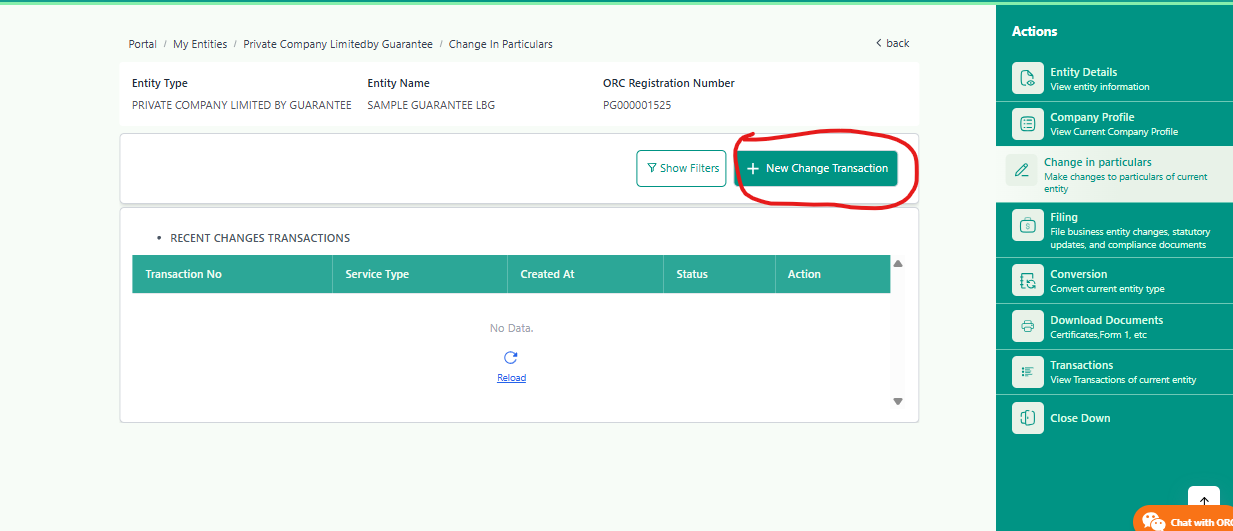 Portal / My Entities / Private Company Limitedby Guarantee / Change In Particulars
back
Entity Type
PRIVATE COMPANY LIMITED BY GUARANTEE
Entity Name
SAMPLE GUARANTEE LBG
ORC Registration Number
PG000001525
Show Filters
+ New Change Transaction
• RECENT CHANGES TRANSACTIONS
Transaction No Service Type Created At Status Action
No Data.
Reload
Actions
Entity Details
View entity information
Company Profile
View Current Company Profile
Change in particulars
Make changes to particulars of current
entity
Filing
File business entity changes, statutory
updates, and compliance documents
Conversion
Convert current entity type
Download Documents
Certificates,Form 1, etc
Transactions
View Transactions of current entity
Close Down
Chat with ORC